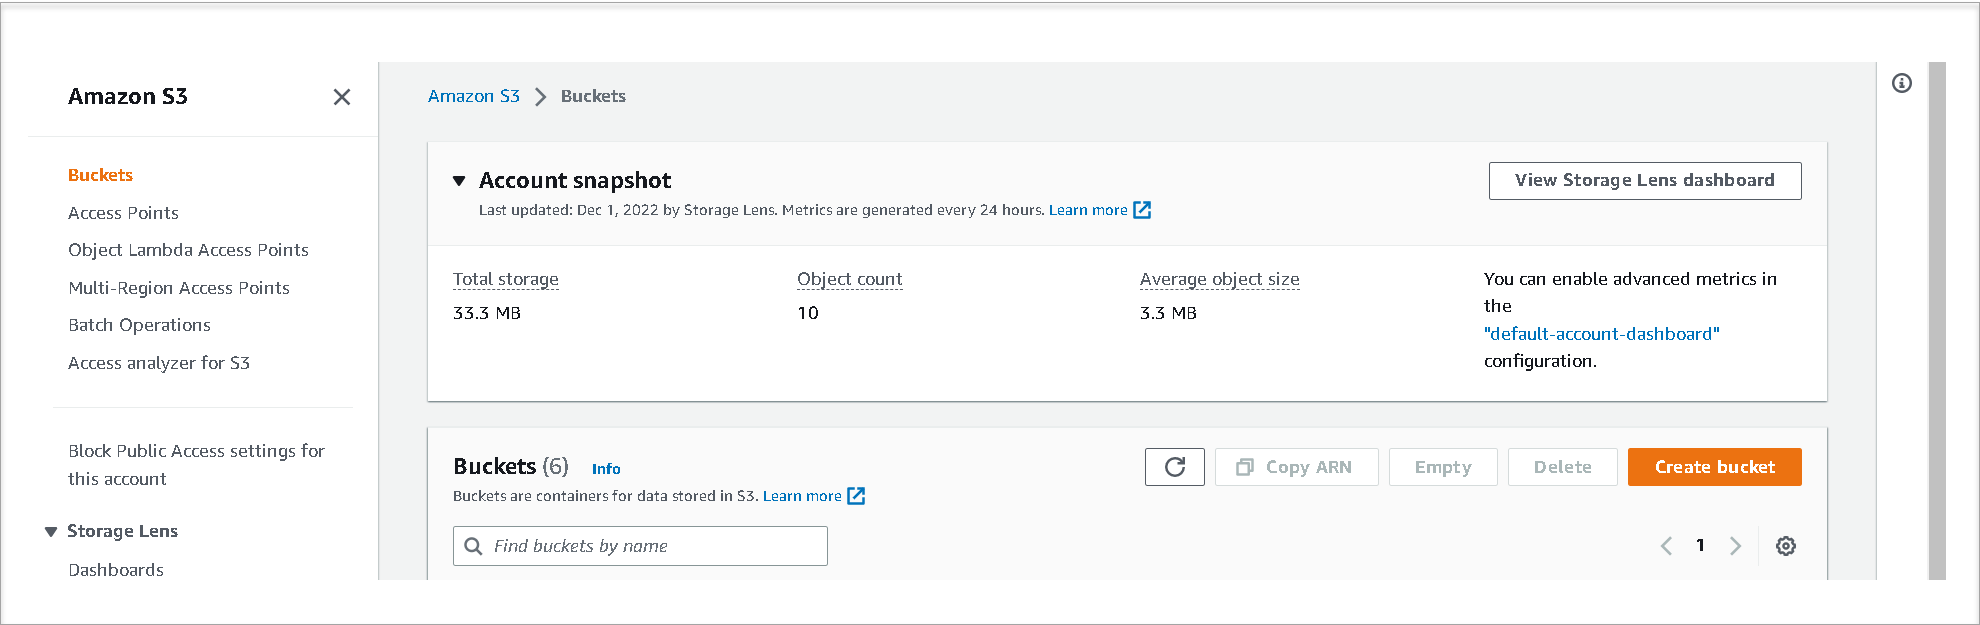 Amazon S3
Buckets
Access Points
Object Lambda Access Points
Multi-Region Access Points
Batch Operations
Access analyzer for S3
Block Public Access settings for
this account
Storage Lens
Dashboards
Amazon S3 Buckets
Account snapshot
View Storage Lens dashboard
Last updated: Dec 1, 2022 by Storage Lens. Metrics are generated every 24 hours. Learn more
Total storage
33.3 MB
Object count
10
Average object size
3.3 MB
You can enable advanced metrics in
the
"default-account-dashboard"
configuration.
Buckets (6) Info
Buckets are containers for data stored in S3. Learn more
Copy ARN
Empty
Delete
Create bucket
Find buckets by name
1